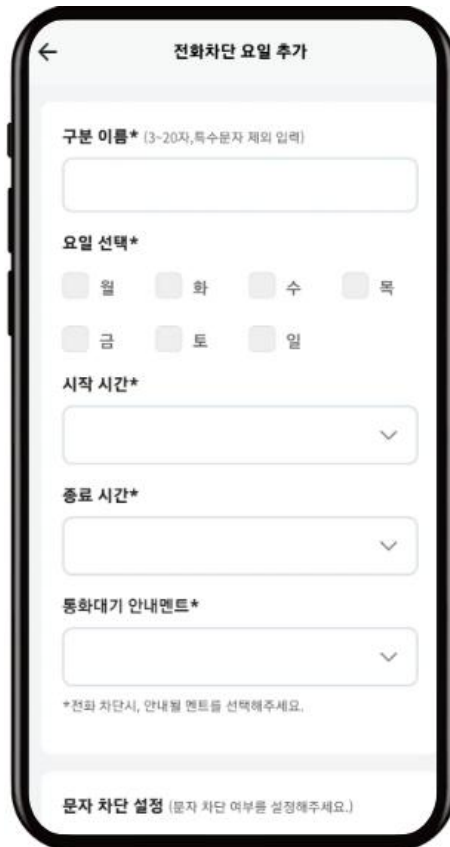 전화차단 요일 추가
구분 이름* (3~20자,특수문자 제외 입력)
요일 선택*
월 화 수 목
금 토 일
시작 시간*
종료 시간*
통화대기 안내멘트*
*전화 차단시, 안내될 멘트를 선택해주세요.
문자 차단 설정 (문자 차단 여부를 설정해주세요.)